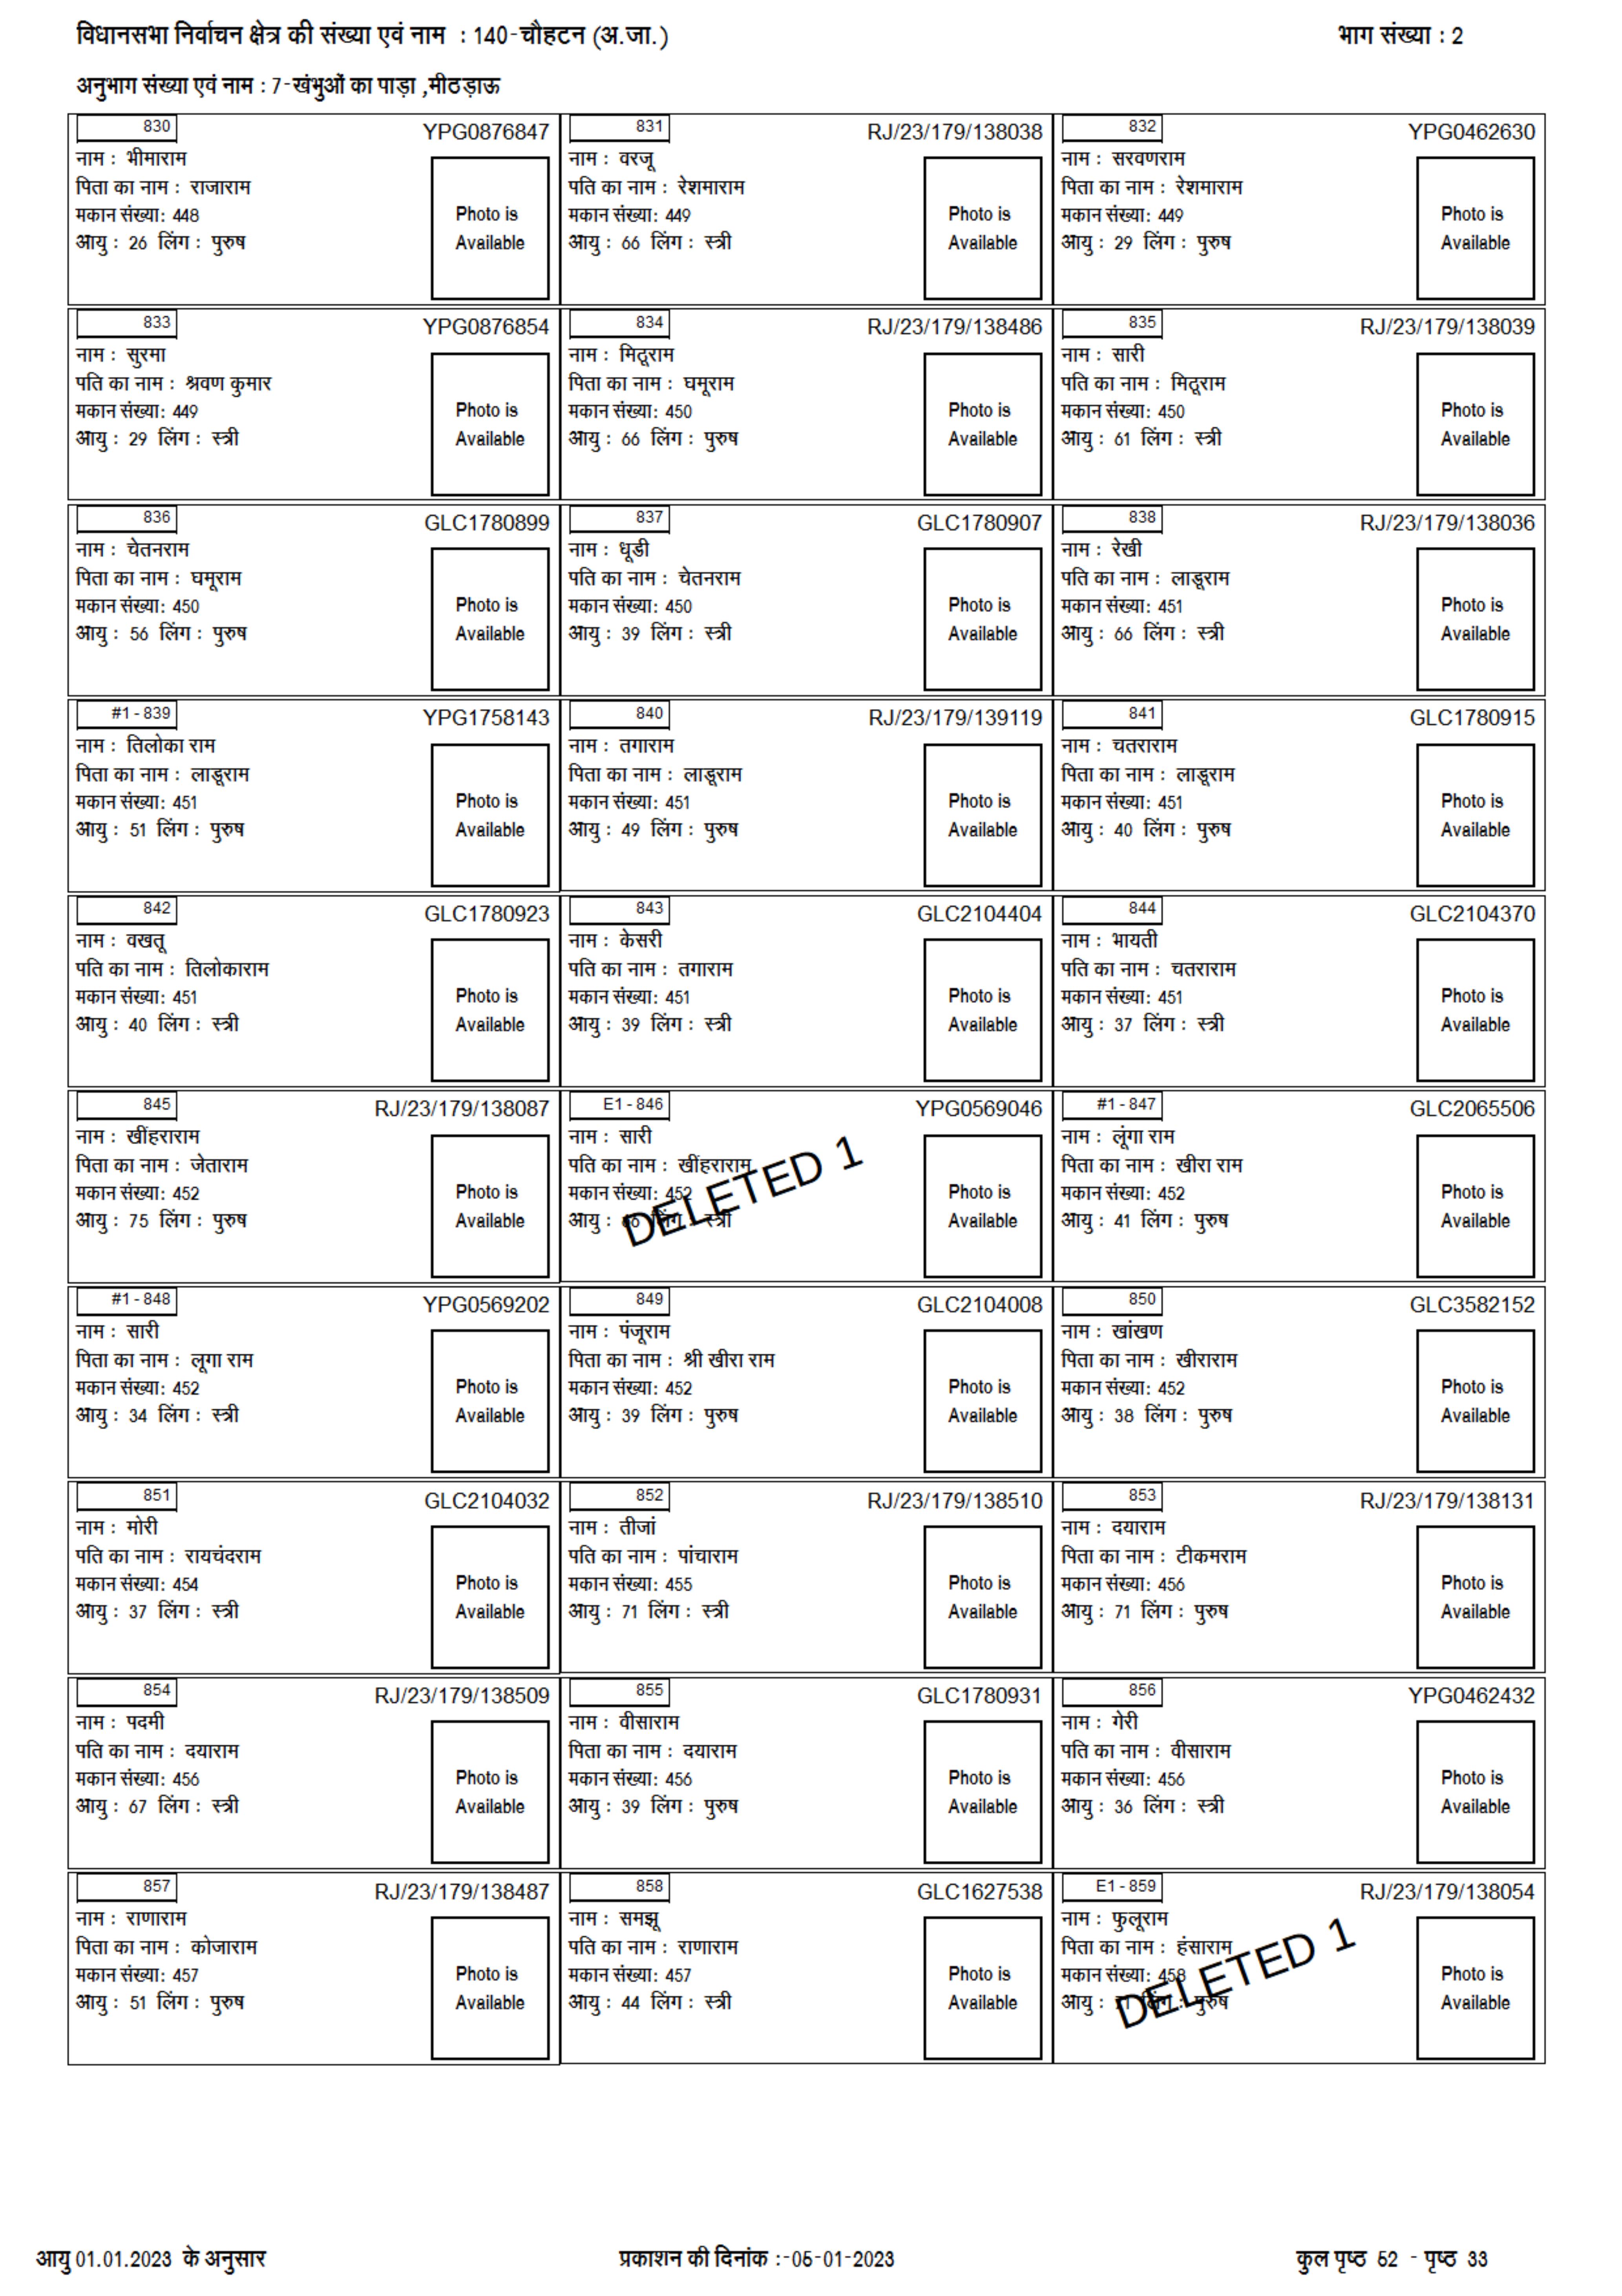 विधानसभा निर्वाचन क्षेत्र की संख्या एवं नाम : 140-चौहटन (अ.जा.) भाग संख्या : 2
अनुभाग संख्या एवं नाम : 7-खंभुओं का पाड़ा ,मीठड़ाऊ
830 YPG0876847
नाम : भीमाराम
पिता का नाम : राजाराम
मकान संख्या: 448
आयु : 26 लिंग : पुरुष
Photo is
Available
831 RJ/23/179/138038
नाम : वरजू
पति का नाम : रेशमाराम
मकान संख्या: 449
आयु : 66 लिंग : स्त्री
Photo is
Available
832 YPG0462630
नाम : सरवणराम
पिता का नाम : रेशमाराम
मकान संख्या: 449
आयु : 29 लिंग : पुरुष
Photo is
Available
833 YPG0876854
नाम : सुरमा
पति का नाम : श्रवण कुमार
मकान संख्या: 449
आयु : 29 लिंग : स्त्री
Photo is
Available
834 RJ/23/179/138486
नाम : मिठूराम
पिता का नाम : घमूराम
मकान संख्या: 450
आयु : 66 लिंग : पुरुष
Photo is
Available
835 RJ/23/179/138039
नाम : सारी
पति का नाम : मिठूराम
मकान संख्या: 450
आयु : 61 लिंग : स्त्री
Photo is
Available
836 GLC1780899
नाम : चेतनराम
पिता का नाम : घमूराम
मकान संख्या: 450
आयु : 56 लिंग : पुरुष
Photo is
Available
837 GLC1780907
नाम : धूडी
पति का नाम : चेतनराम
मकान संख्या: 450
आयु : 39 लिंग : स्त्री
Photo is
Available
838 RJ/23/179/138036
नाम : रेखी
पति का नाम : लाडूराम
मकान संख्या: 451
आयु : 66 लिंग : स्त्री
Photo is
Available
#1 - 839 YPG1758143
नाम : तिलोका राम
पिता का नाम : लाडूराम
मकान संख्या: 451
आयु : 51 लिंग : पुरुष
Photo is
Available
840 RJ/23/179/139119
नाम : तगाराम
पिता का नाम : लाडूराम
मकान संख्या: 451
आयु : 49 लिंग : पुरुष
Photo is
Available
841 GLC1780915
नाम : चतराराम
पिता का नाम : लाडूराम
मकान संख्या: 451
आयु : 40 लिंग : पुरुष
Photo is
Available
842 GLC1780923
नाम : वखतू
पति का नाम : तिलोकाराम
मकान संख्या: 451
आयु : 40 लिंग : स्त्री
Photo is
Available
843 GLC2104404
नाम : केसरी
पति का नाम : तगाराम
मकान संख्या: 451
आयु : 39 लिंग : स्त्री
Photo is
Available
844 GLC2104370
नाम : भायती
पति का नाम : चतराराम
मकान संख्या: 451
आयु : 37 लिंग : स्त्री
Photo is
Available
845 RJ/23/179/138087
नाम : खींहराराम
पिता का नाम : जेताराम
मकान संख्या: 452
आयु : 75 लिंग : पुरुष
Photo is
Available
E1 - 846 YPG0569046
नाम : सारी
पति का नाम : खींहराराम
मकान संख्या: 452
आयु : लिंग : स्त्री
DELETED 1
Photo is
Available
#1 - 847 GLC2065506
नाम : लूंगा राम
पिता का नाम : खीरा राम
मकान संख्या: 452
आयु : 41 लिंग : पुरुष
Photo is
Available
#1 - 848 YPG0569202
नाम : सारी
पिता का नाम : लूगा राम
मकान संख्या: 452
आयु : 34 लिंग : स्त्री
Photo is
Available
849 GLC2104008
नाम : पंजूराम
पिता का नाम : श्री खीरा राम
मकान संख्या: 452
आयु : 39 लिंग : पुरुष
Photo is
Available
850 GLC3582152
नाम : खांखण
पिता का नाम : खीराराम
मकान संख्या: 452
आयु : 38 लिंग : पुरुष
Photo is
Available
851 GLC2104032
नाम : मोरी
पति का नाम : रायचंदराम
मकान संख्या: 454
आयु : 37 लिंग : स्त्री
Photo is
Available
852 RJ/23/179/138510
नाम : तीजां
पति का नाम : पांचाराम
मकान संख्या: 455
आयु : 71 लिंग : स्त्री
Photo is
Available
853 RJ/23/179/138131
नाम : दयाराम
पिता का नाम : टीकमराम
मकान संख्या: 456
आयु : 71 लिंग : पुरुष
Photo is
Available
854 RJ/23/179/138509
नाम : पदमी
पति का नाम : दयाराम
मकान संख्या: 456
आयु : 67 लिंग : स्त्री
Photo is
Available
855 GLC1780931
नाम : वीसाराम
पिता का नाम : दयाराम
मकान संख्या: 456
आयु : 39 लिंग : पुरुष
Photo is
Available
856 YPG0462432
नाम : गेरी
पति का नाम : वीसाराम
मकान संख्या: 456
आयु : 36 लिंग : स्त्री
Photo is
Available
857 RJ/23/179/138487
नाम : राणाराम
पिता का नाम : कोजाराम
मकान संख्या: 457
आयु : 51 लिंग : पुरुष
Photo is
Available
858 GLC1627538
नाम : समझू
पति का नाम : राणाराम
मकान संख्या: 457
आयु : 44 लिंग : स्त्री
Photo is
Available
E1 - 859 RJ/23/179/138054
नाम : फुलूराम
पिता का नाम : हंसाराम
मकान संख्या: 458
आयु : लिंग : पुरुष
DELETED 1
Photo is
Available
आयु 01.01.2023 के अनुसार प्रकाशन की दिनांक :-05-01-2023 कुल पृष्ठ 52 - पृष्ठ 33